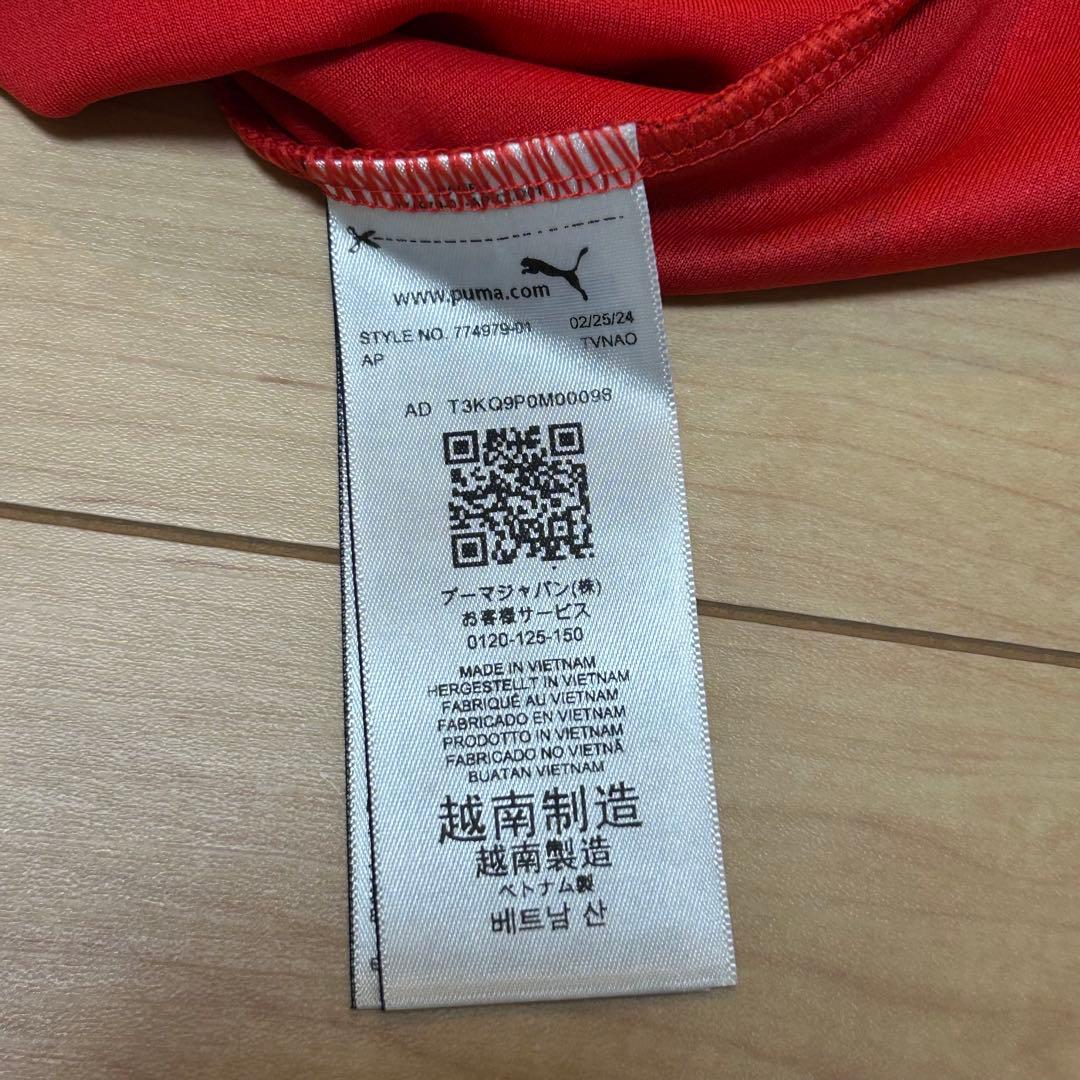 www.puma.com
STYLE NO. 774979-01 02/25/24
AP TVNAO
AD T3KQ9P0M00098
プーマジャパン(株)
お客様サービス
0120-125-150
MADE IN VIETNAM
HERGESTELLT IN VIETNAM
FABRIQUÉ AU VIETNAM
FABRICADO EN VIETNAM
PRODOTTO IN VIETNAM
FABRICADO NO VIETNÃ
BUATAN VIETNAM
越南制造
越南製造
ベトナム製
베트남 산